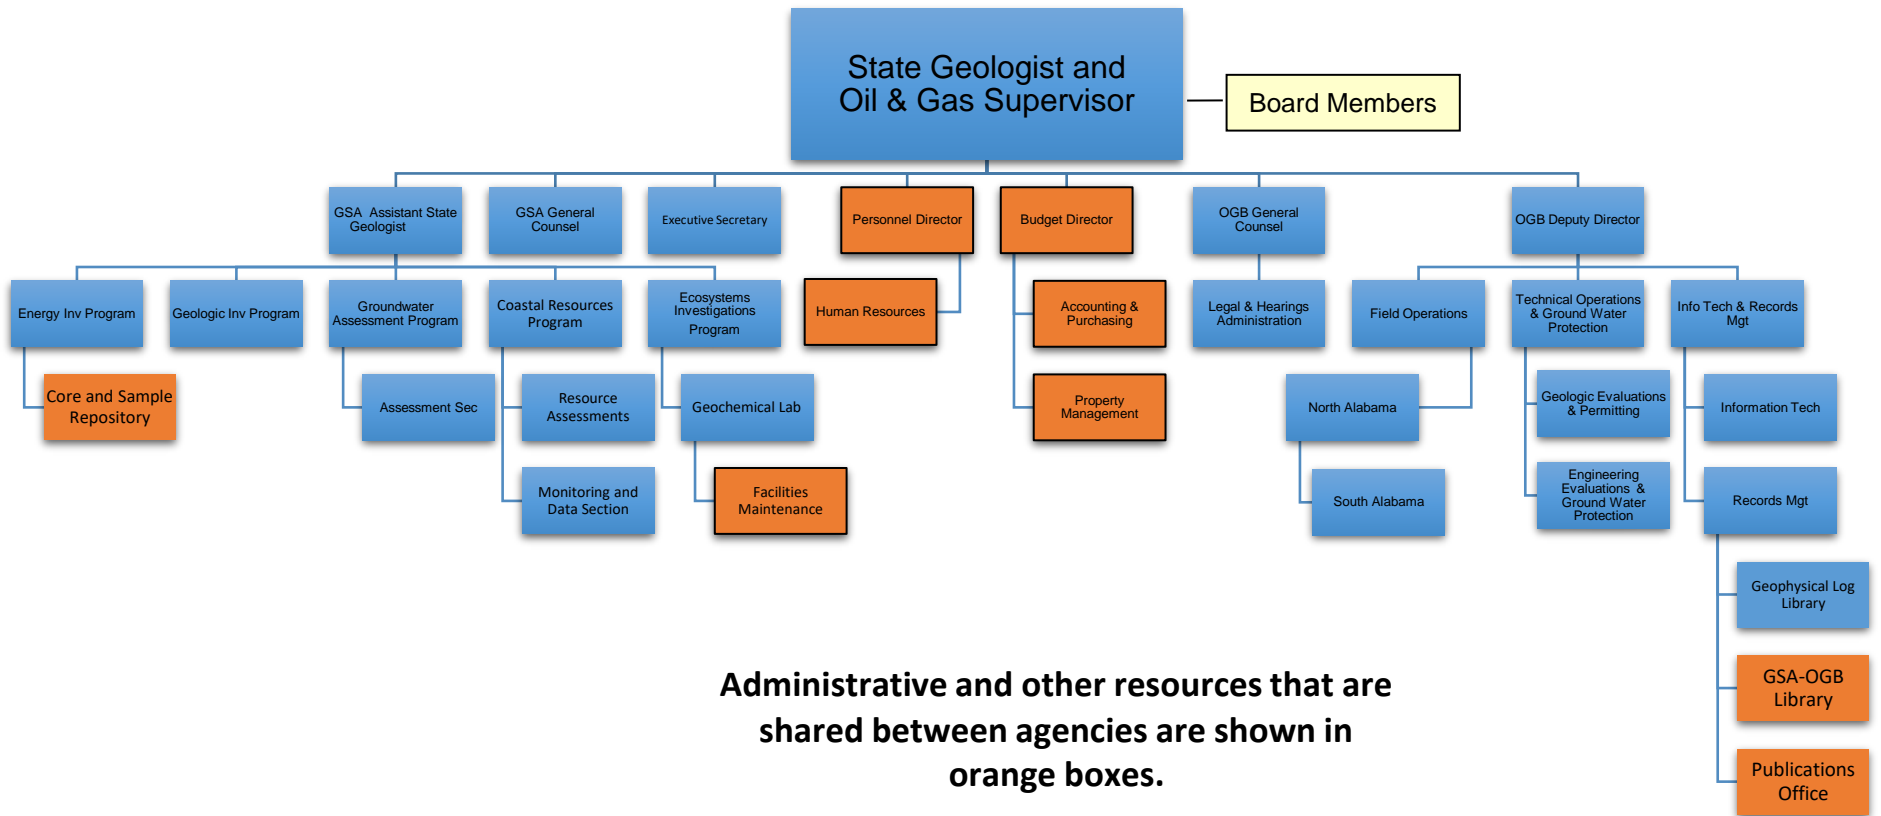 State Geologist and
Oil & Gas Supervisor
Board Members
GSA Assistant State
Geologist
GSA General
Counsel
Executive Secretary
Personnel Director
Budget Director
OGB General
Counsel
OGB Deputy Director
Energy Inv Program
Geologic Inv Program
Groundwater
Assessment Program
Coastal Resources
Program
Ecosystems
Investigations
Program
Human Resources
Accounting &
Purchasing
Legal & Hearings
Administration
Field Operations
Technical Operations
& Ground Water
Protection
Info Tech & Records
Mgt
Core and Sample
Repository
Assessment Sec
Resource
Assessments
Geochemical Lab
Property
Management
North Alabama
Geologic Evaluations
& Permitting
Information Tech
Monitoring and
Data Section
Facilities
Maintenance
South Alabama
Engineering
Evaluations &
Ground Water
Protection
Records Mgt
Geophysical Log
Library
GSA-OGB
Library
Publications
Office
Administrative and other resources that are
shared between agencies are shown in
orange boxes.